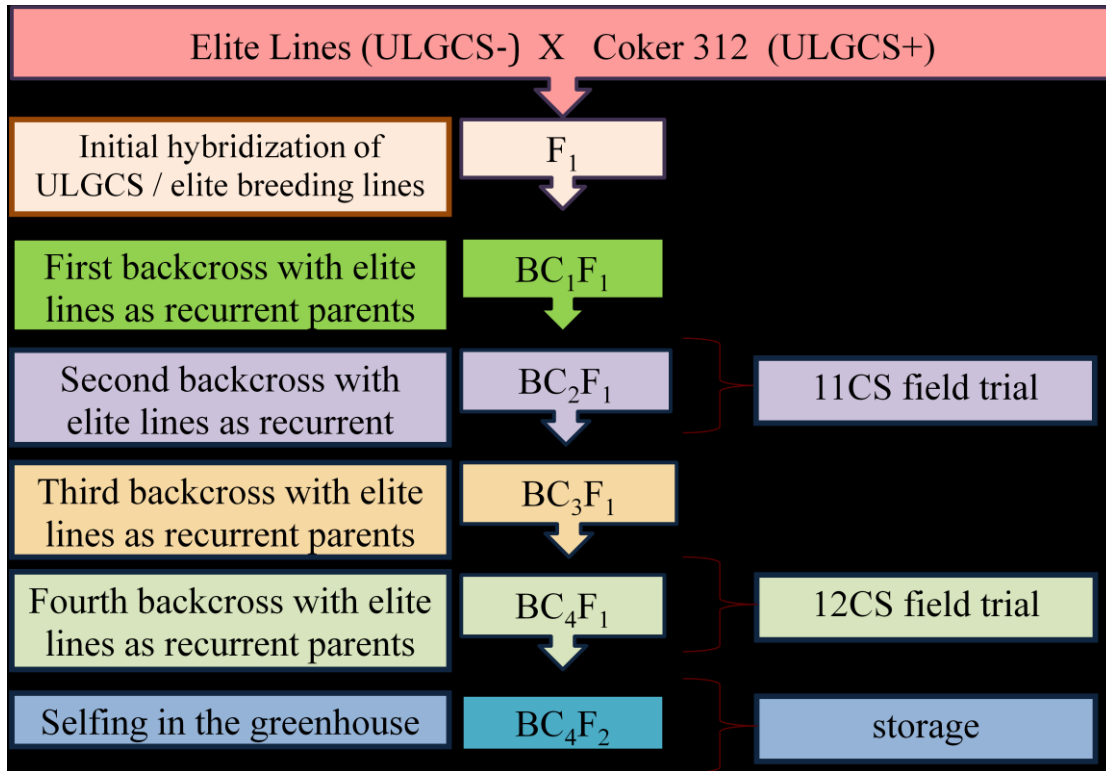 Elite Lines (ULGCS-) X Coker 312 (ULGCS+)
Initial hybridization of
ULGCS / elite breeding lines
F₁
First backcross with elite
lines as recurrent parents
BC₁F₁
Second backcross with
elite lines as recurrent
BC₂F₁
11CS field trial
Third backcross with elite
lines as recurrent parents
BC₃F₁
Fourth backcross with elite
lines as recurrent parents
BC₄F₁
12CS field trial
Selfing in the greenhouse
BC₄F₂
storage